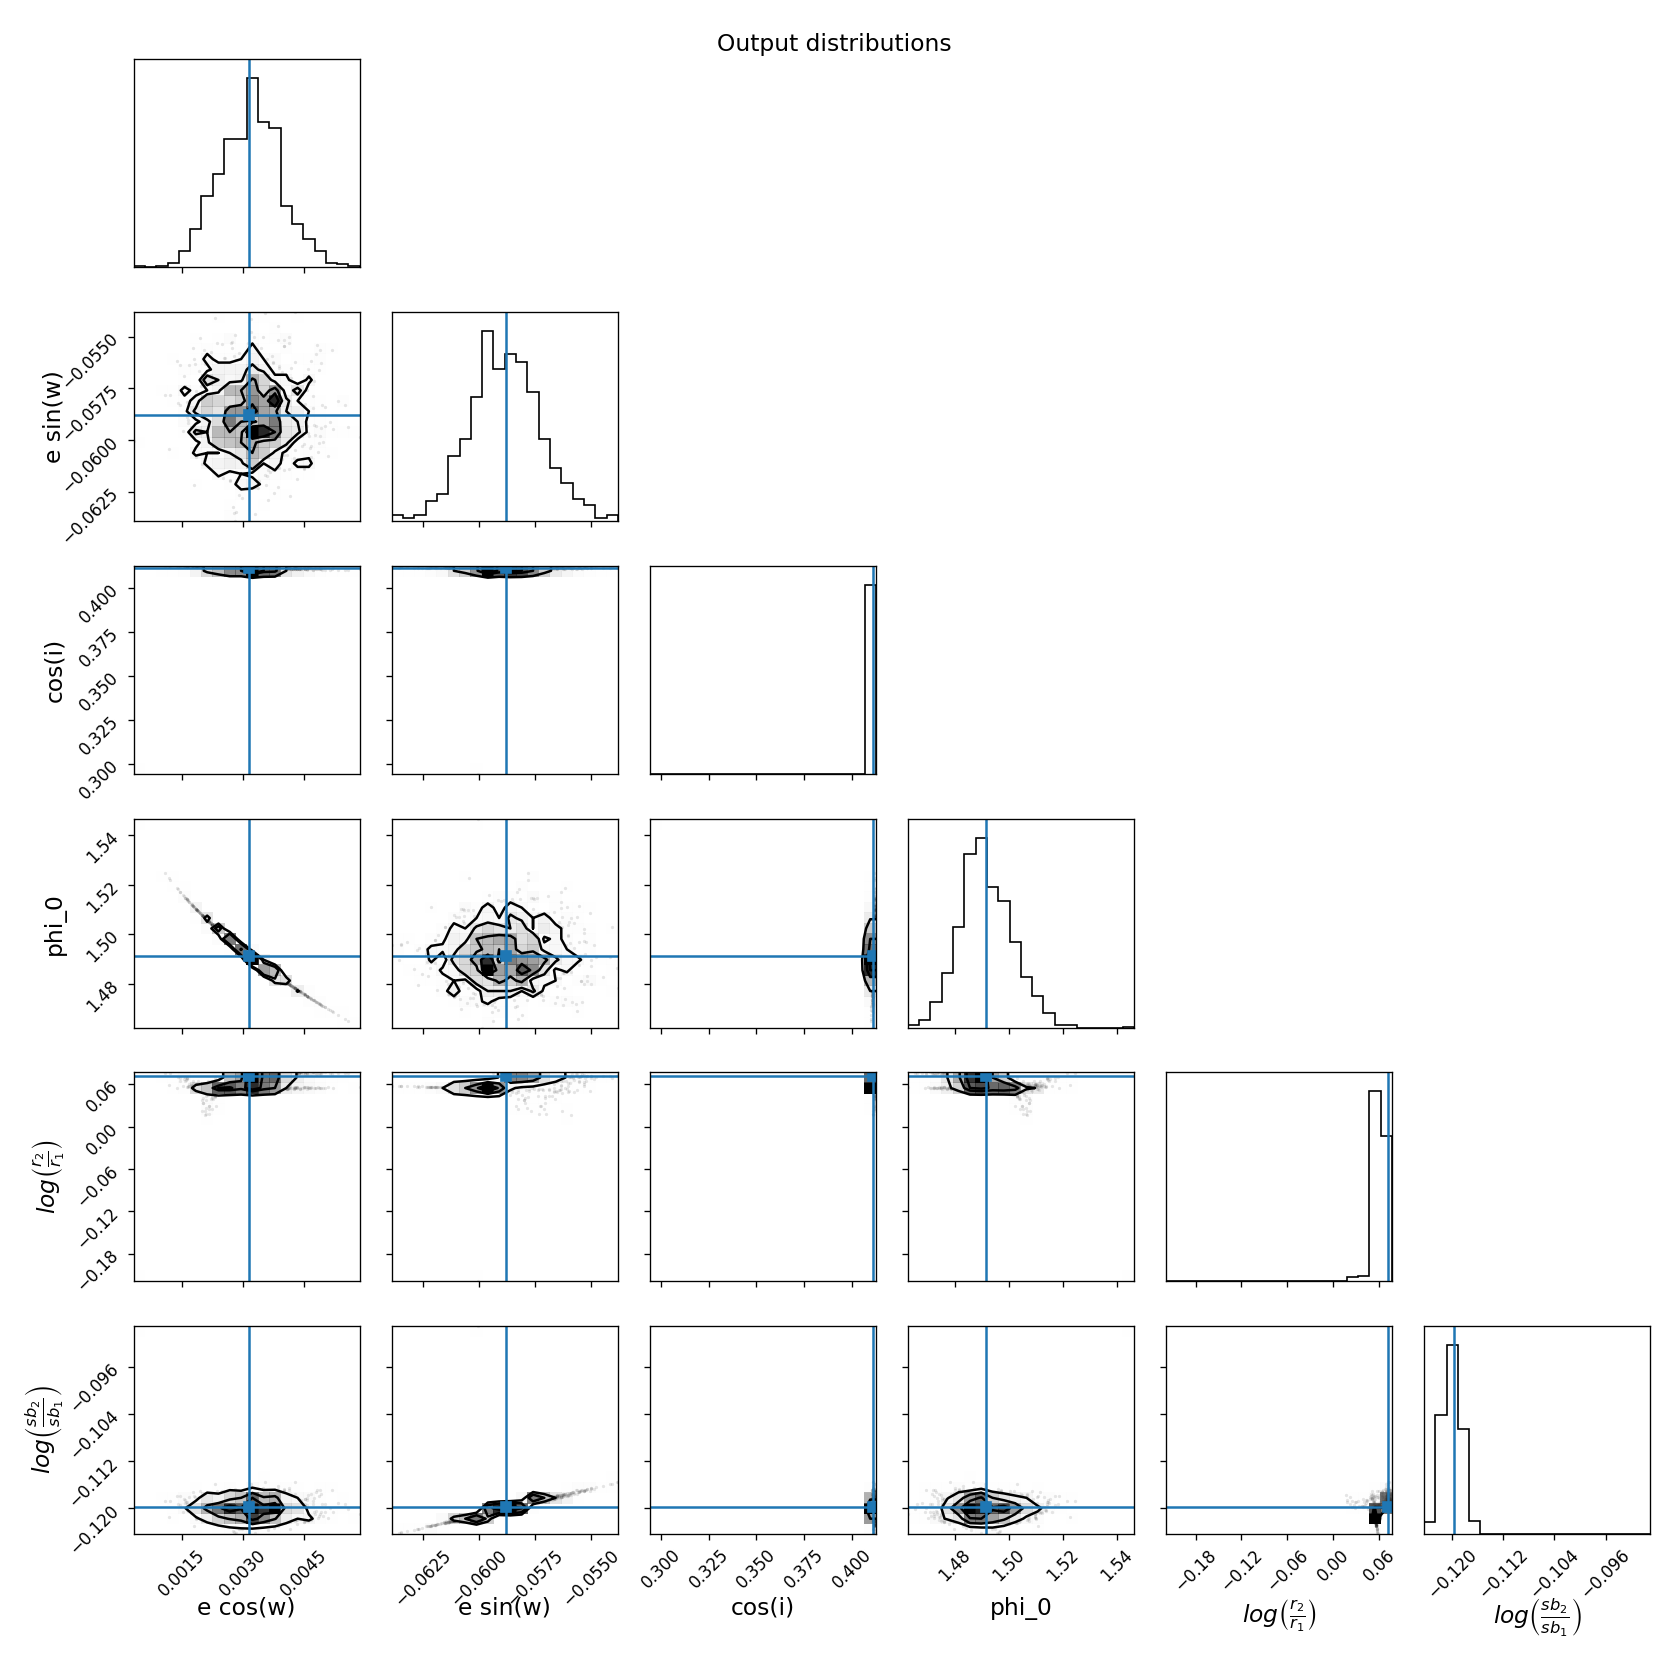 Output distributions
e sin(w)
−0.0550
−0.0575
−0.0600
−0.0625
cos(i)
0.400
0.375
0.350
0.325
0.300
phi_0
1.54
1.52
1.50
1.48
log(r₂/r₁)
0.06
0.00
−0.06
−0.12
−0.18
log(sb₂/sb₁)
−0.096
−0.104
−0.112
−0.120
0.0015 0.0030 0.0045
−0.0625 −0.0600 −0.0575 −0.0550
0.300 0.325 0.350 0.375 0.400
1.48 1.50 1.52 1.54
−0.18 −0.12 −0.06 0.00 0.06
−0.120 −0.112 −0.104 −0.096
e cos(w)
e sin(w)
cos(i)
phi_0
log(r₂/r₁)
log(sb₂/sb₁)